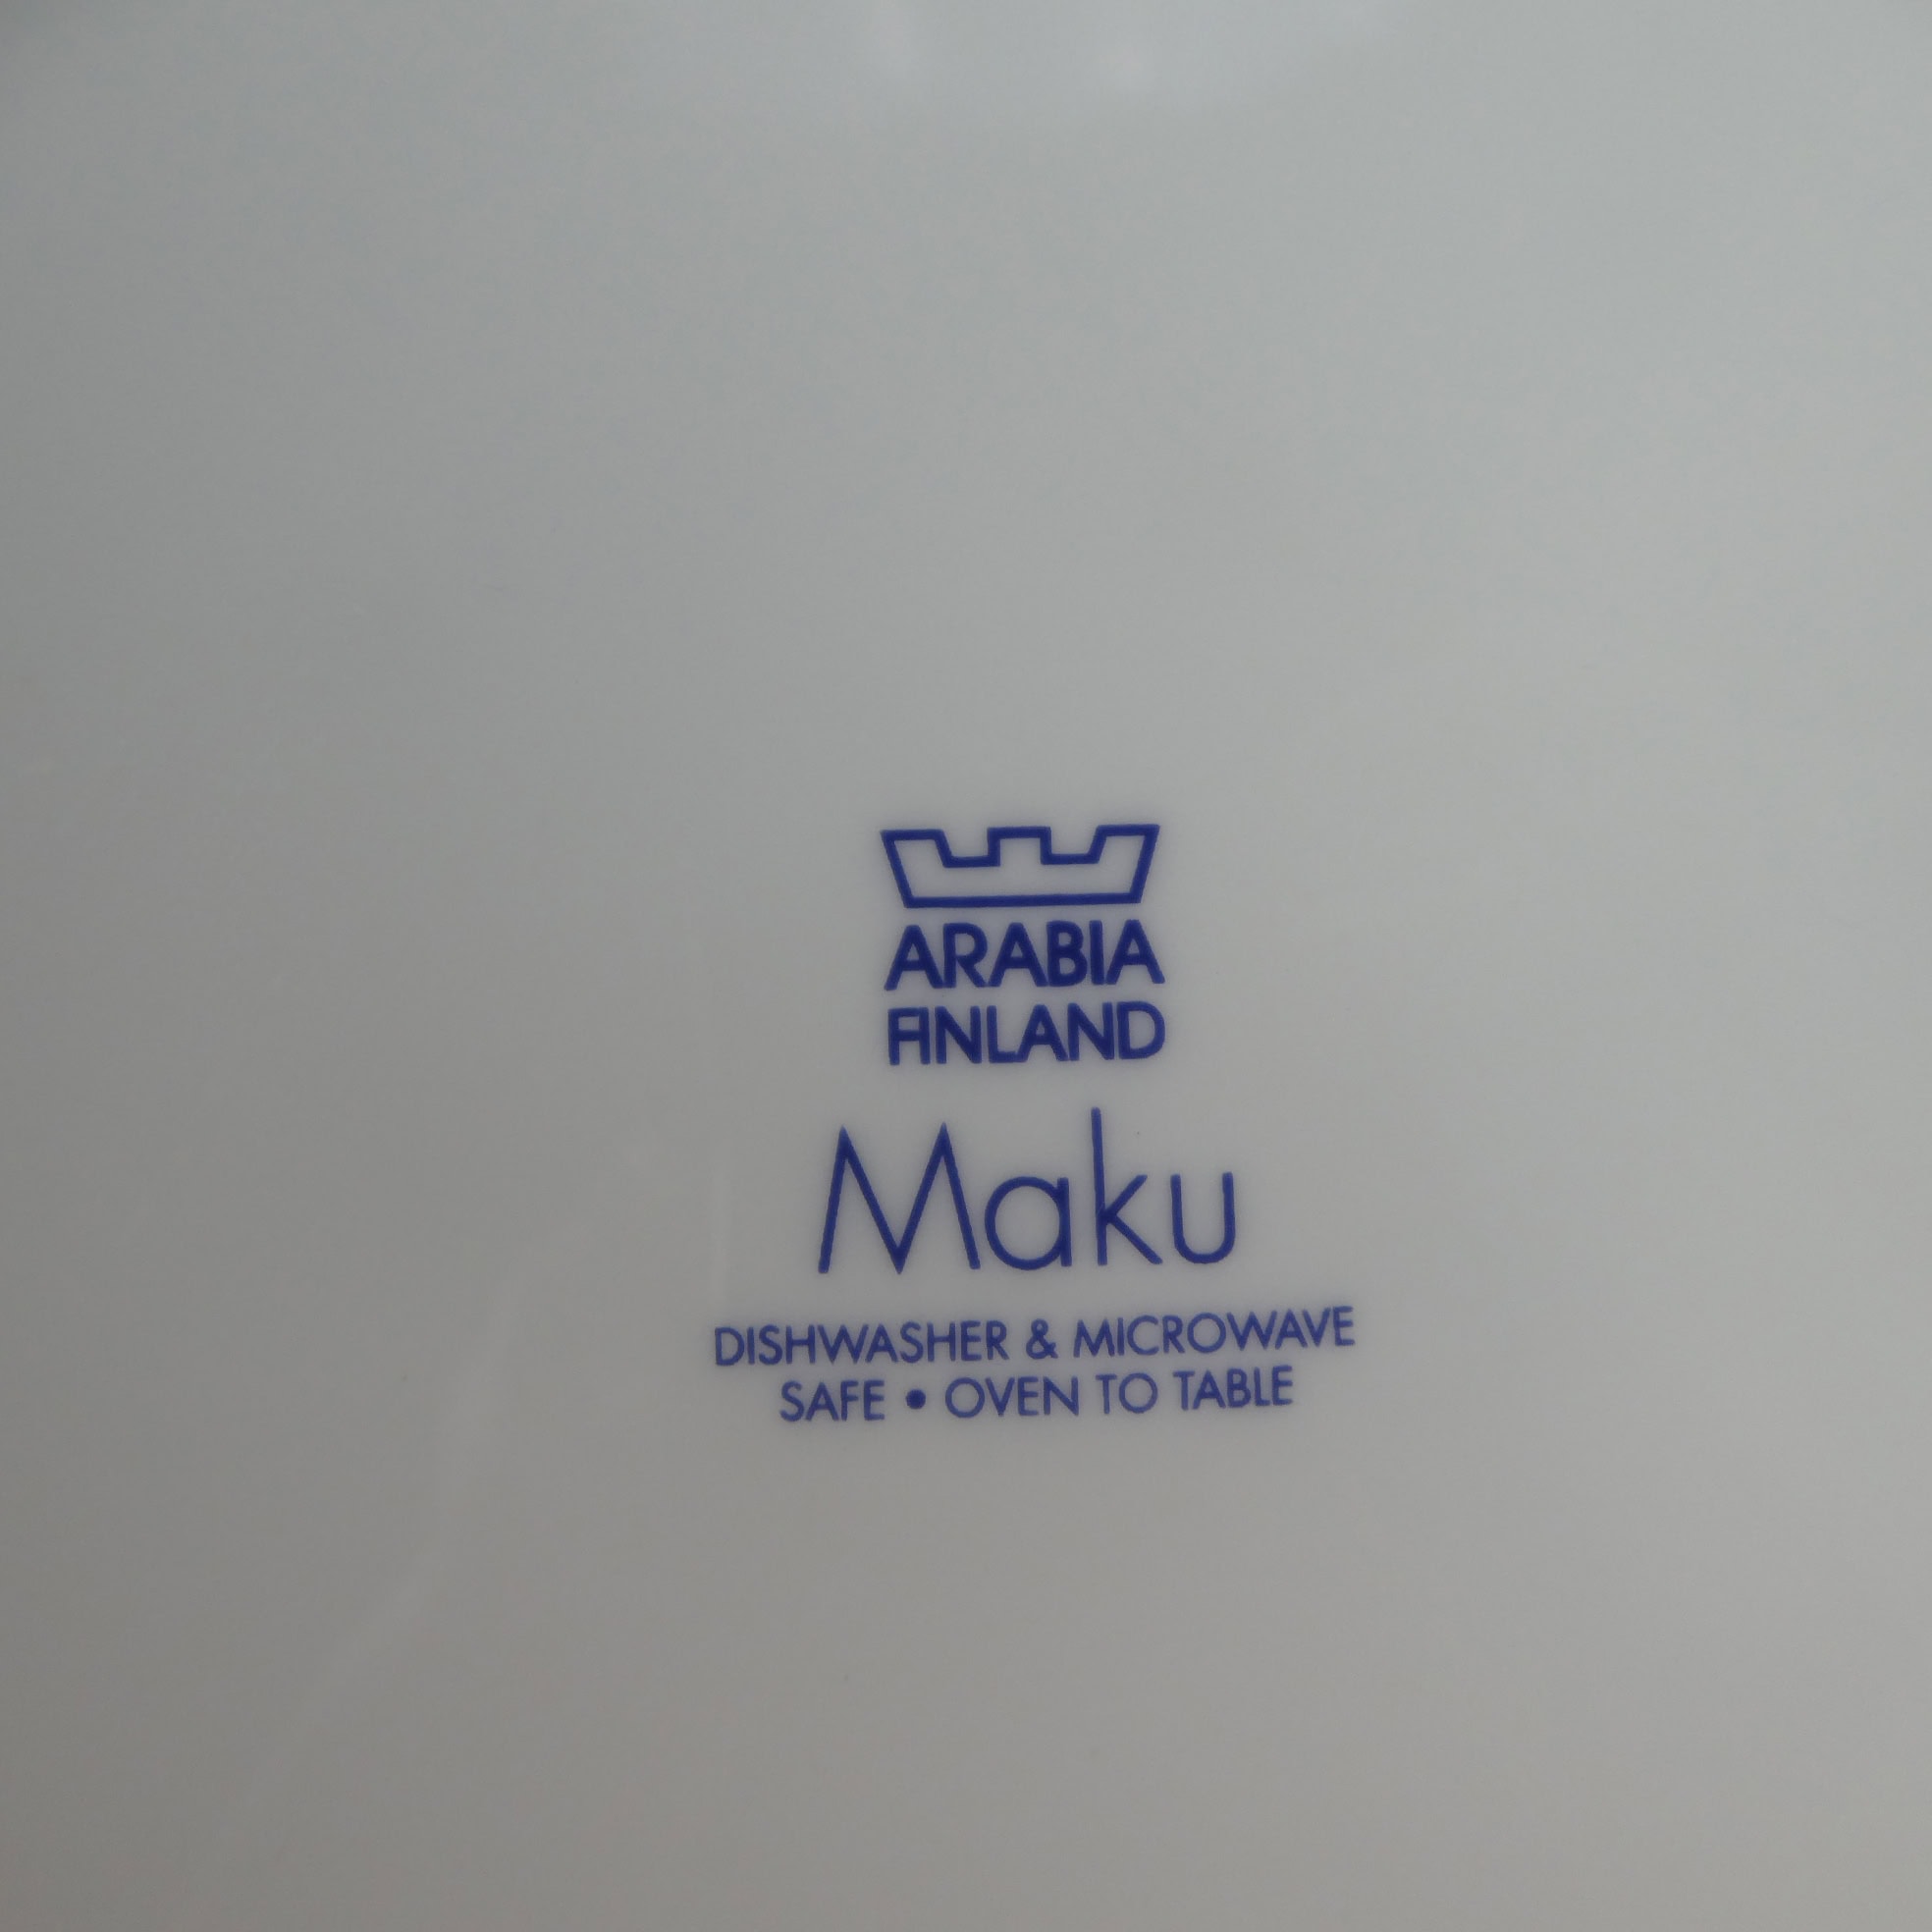 ARABIA
FINLAND
Maku
DISHWASHER & MICROWAVE
SAFE • OVEN TO TABLE